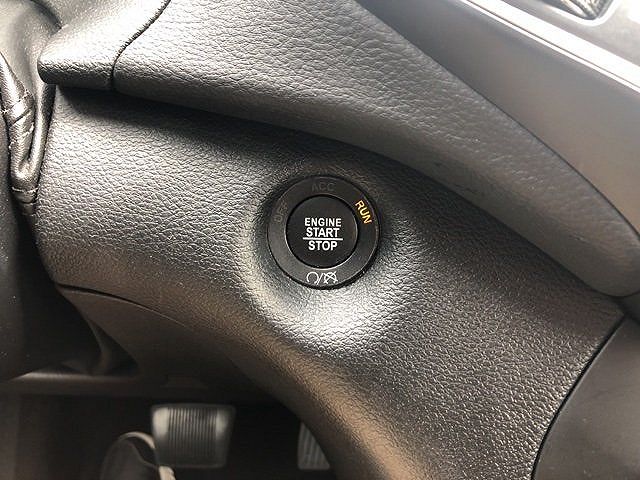 ACC
OFF
RUN
ENGINE
START
STOP